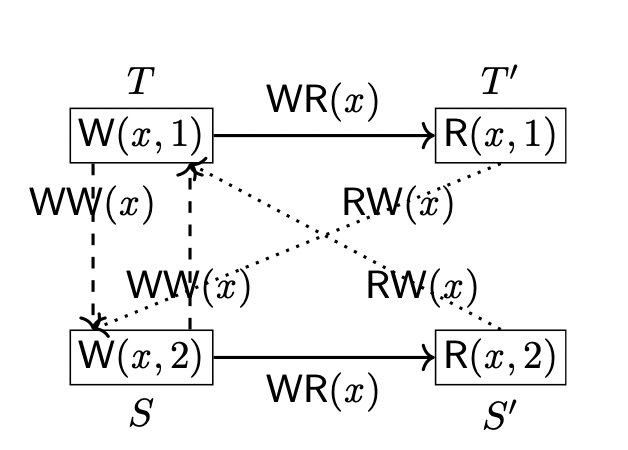 T T′
WR(x)
W(x, 1) R(x, 1)
WW(x) RW(x)
WW(x) RW(x)
W(x, 2) R(x, 2)
WR(x)
S S′